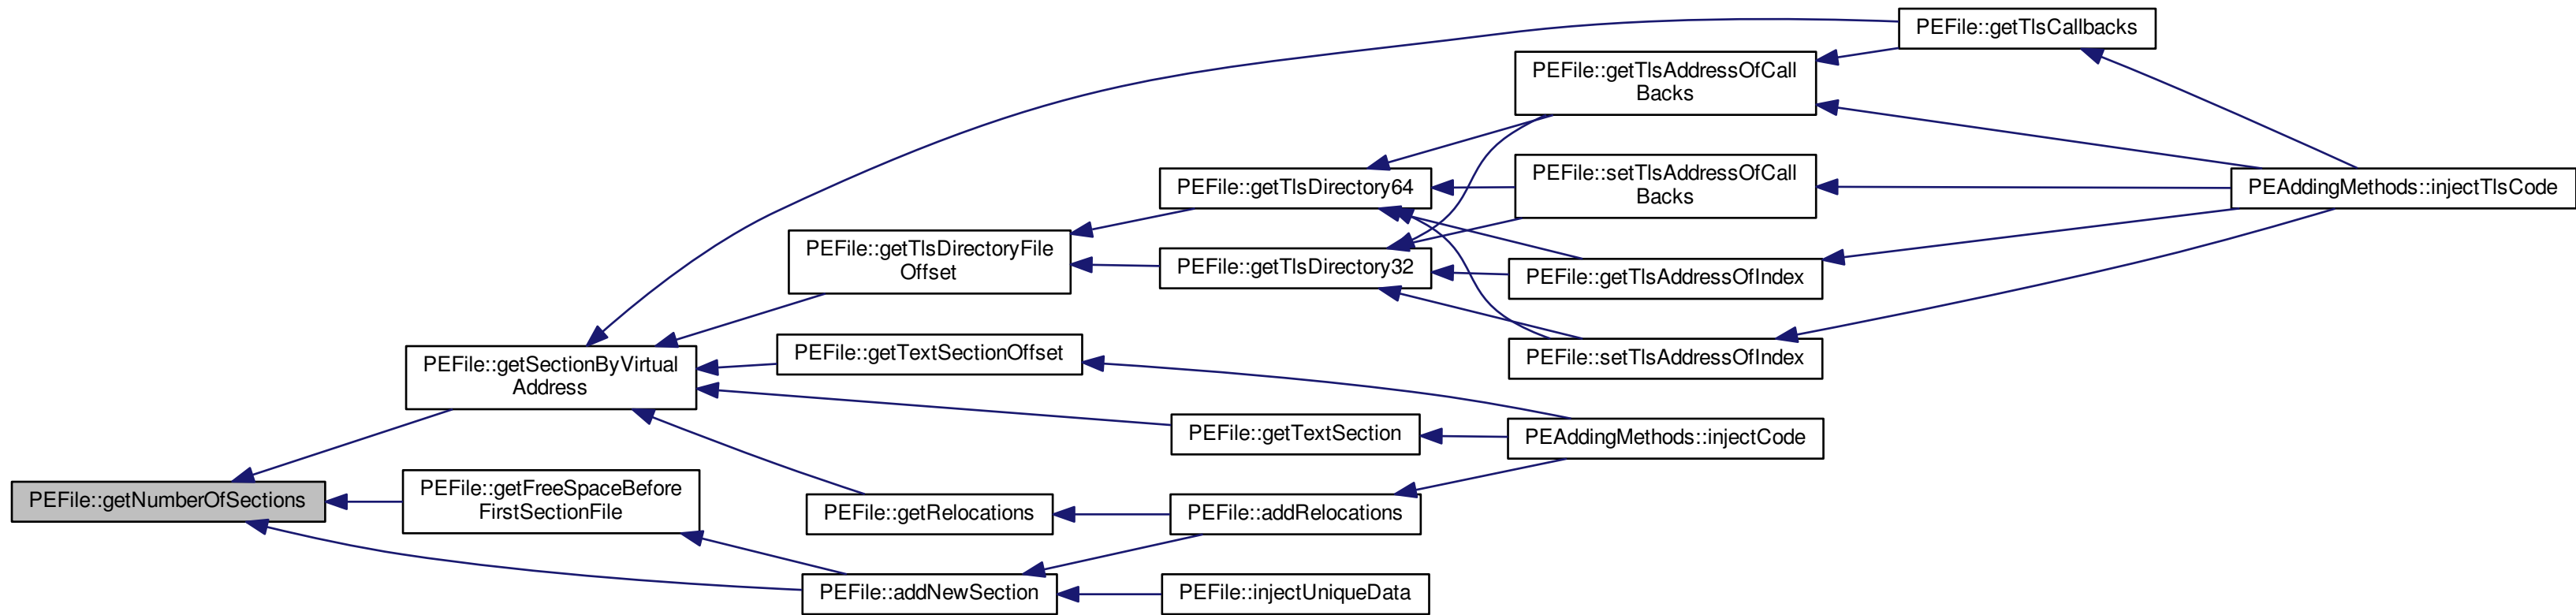 PEFile::getTlsCallbacks
PEFile::getTlsAddressOfCall
Backs
PEFile::getTlsDirectory64
PEFile::setTlsAddressOfCall
Backs
PEAddingMethods::injectTlsCode
PEFile::getTlsDirectoryFile
Offset
PEFile::getTlsDirectory32
PEFile::getTlsAddressOfIndex
PEFile::getSectionByVirtual
Address
PEFile::getTextSectionOffset
PEFile::setTlsAddressOfIndex
PEFile::getTextSection
PEAddingMethods::injectCode
PEFile::getNumberOfSections
PEFile::getFreeSpaceBefore
FirstSectionFile
PEFile::getRelocations
PEFile::addRelocations
PEFile::addNewSection
PEFile::injectUniqueData